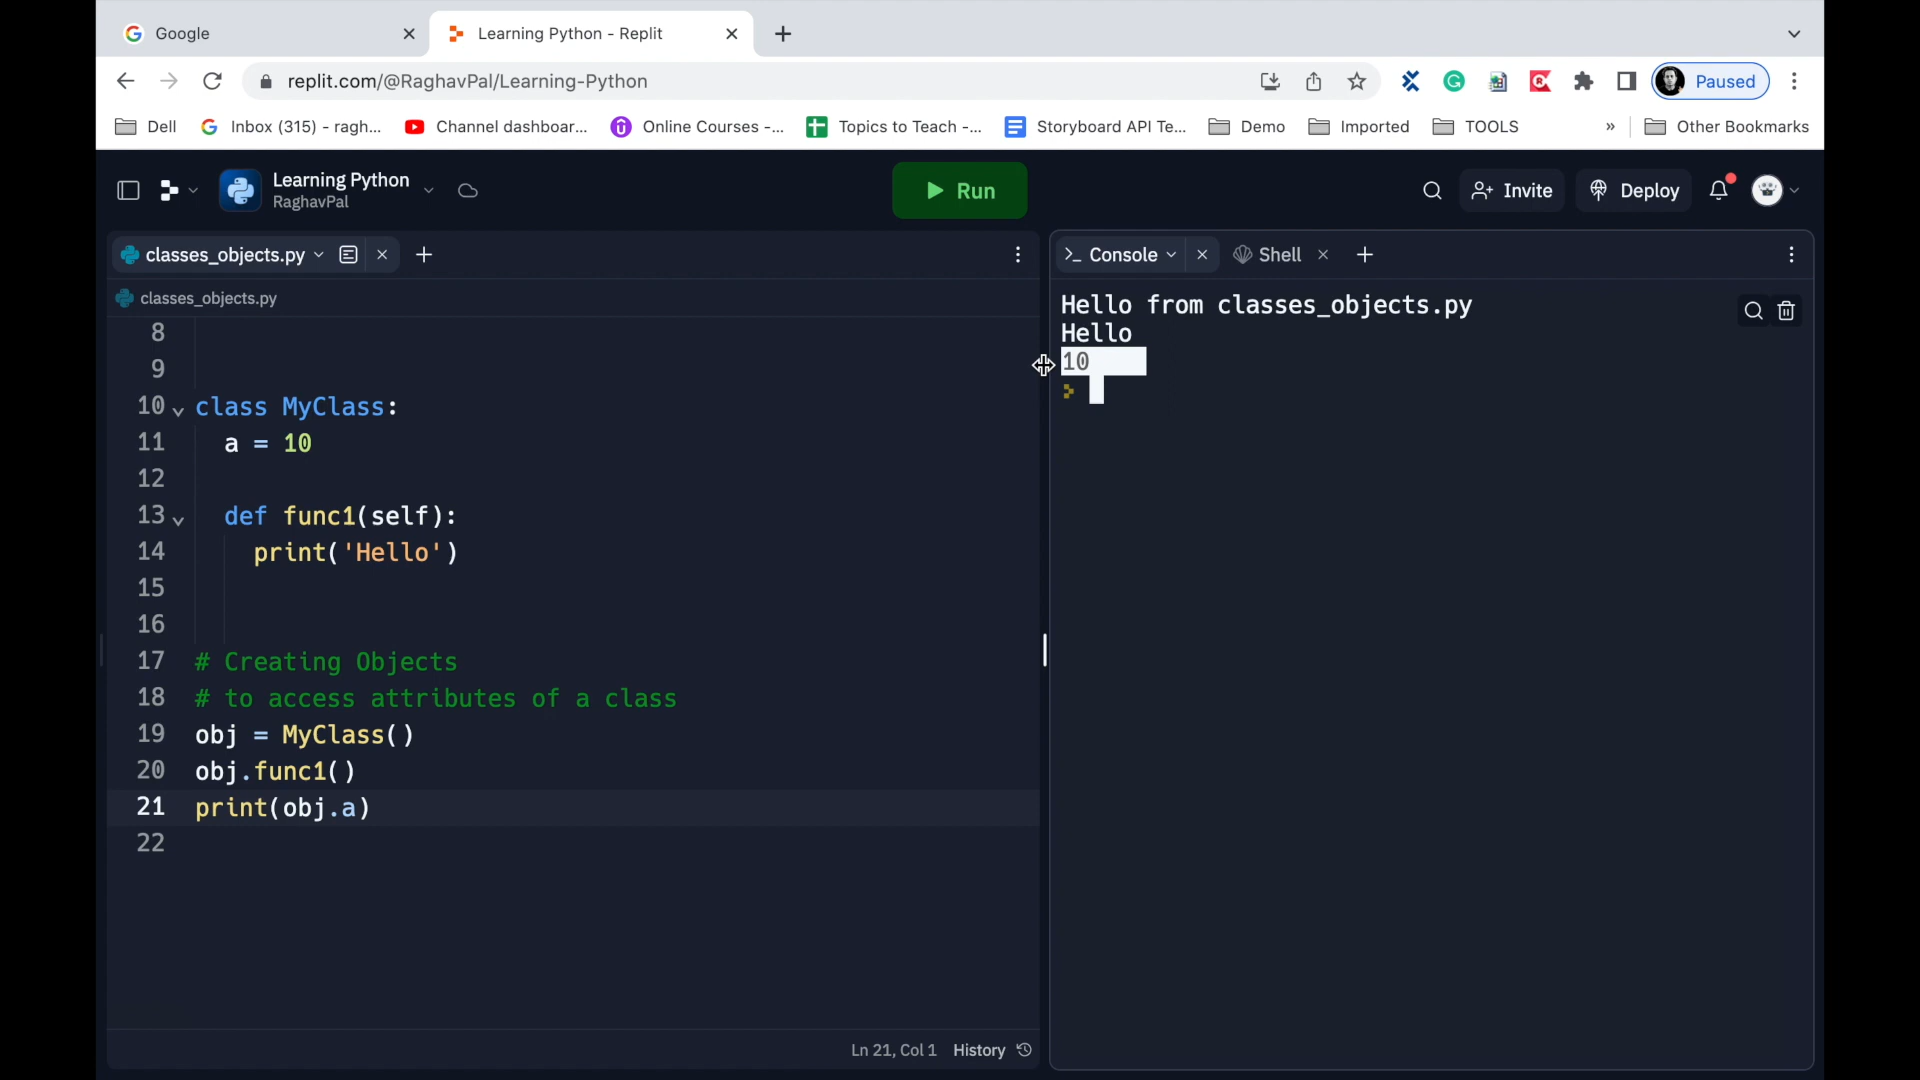 Google
Learning Python - Replit
replit.com/@RaghavPal/Learning-Python
Paused
Dell
Inbox (315) - ragh...
Channel dashboar...
Online Courses -...
Topics to Teach -...
Storyboard API Te...
Demo
Imported
TOOLS
»
Other Bookmarks
Learning Python
RaghavPal
Run
Invite
Deploy
classes_objects.py
classes_objects.py
8
9
10 class MyClass:
11 a = 10
12
13 def func1(self):
14 print('Hello')
15
16
17 # Creating Objects
18 # to access attributes of a class
19 obj = MyClass()
20 obj.func1()
21 print(obj.a)
22
Ln 21, Col 1 History
>_ Console
Shell
Hello from classes_objects.py
Hello
10